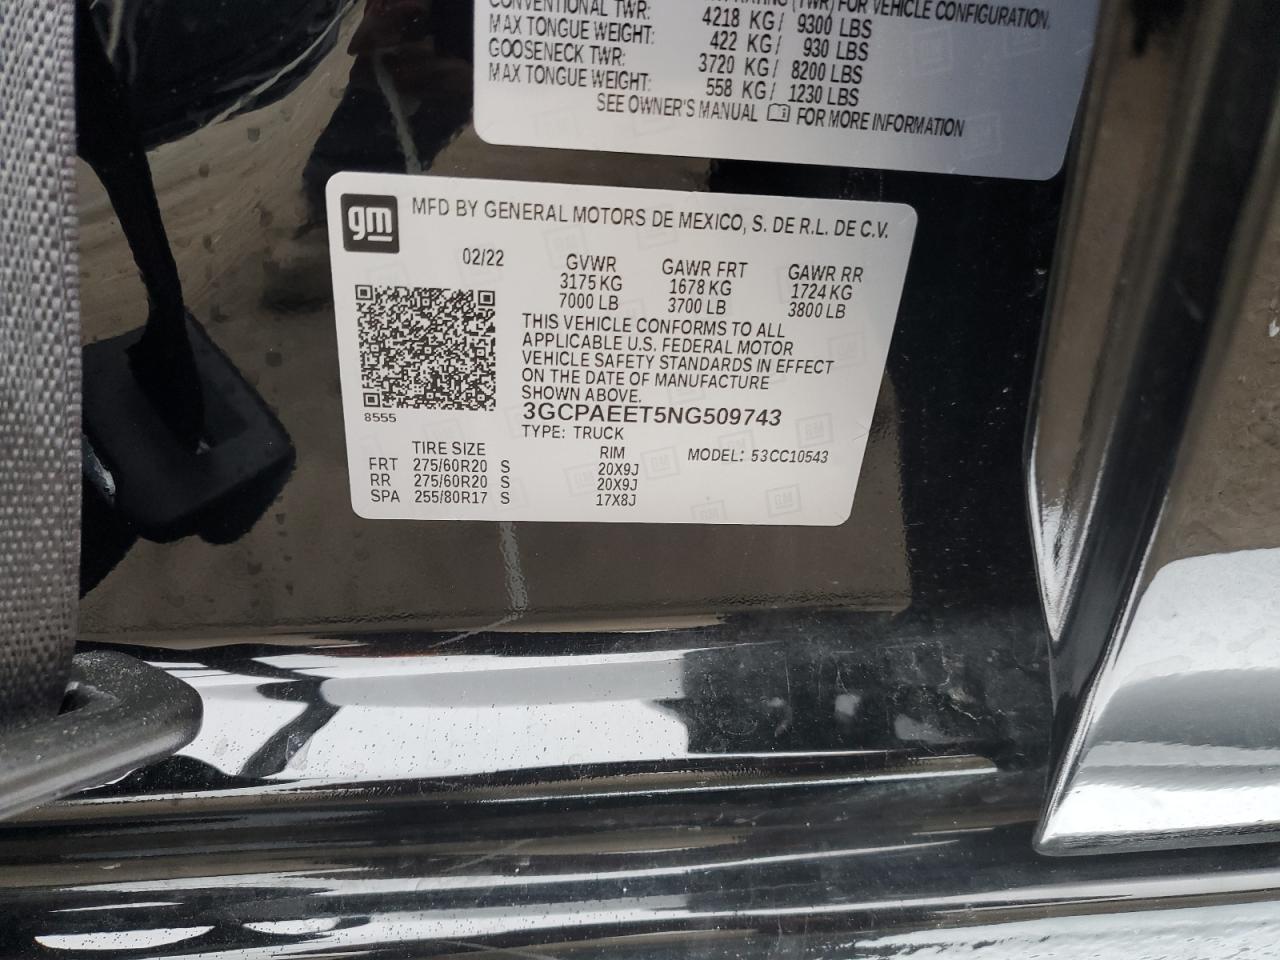 (TWR) FOR VEHICLE CONFIGURATION.
CONVENTIONAL TWR: 4218 KG/ 9300 LBS
MAX TONGUE WEIGHT: 422 KG/ 930 LBS
GOOSENECK TWR: 3720 KG/ 8200 LBS
MAX TONGUE WEIGHT: 558 KG/ 1230 LBS
SEE OWNER'S MANUAL FOR MORE INFORMATION
gm MFD BY GENERAL MOTORS DE MEXICO, S. DE R.L. DE C.V.
02/22 GVWR GAWR FRT GAWR RR
3175 KG 1678 KG 1724 KG
7000 LB 3700 LB 3800 LB
THIS VEHICLE CONFORMS TO ALL
APPLICABLE U.S. FEDERAL MOTOR
VEHICLE SAFETY STANDARDS IN EFFECT
ON THE DATE OF MANUFACTURE
SHOWN ABOVE.
8555 3GCPAEET5NG509743
TYPE: TRUCK
TIRE SIZE RIM MODEL: 53CC10543
FRT 275/60R20 S 20X9J
RR 275/60R20 S 20X9J
SPA 255/80R17 S 17X8J